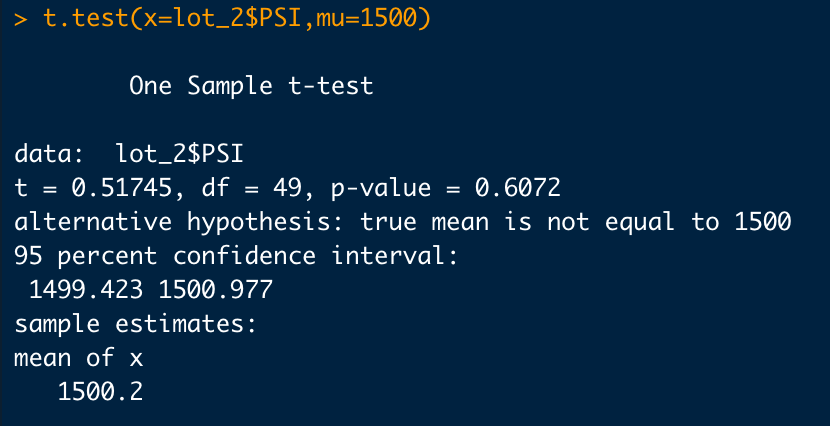 > t.test(x=lot_2$PSI,mu=1500)
One Sample t-test
data:  lot_2$PSI
t = 0.51745, df = 49, p-value = 0.6072
alternative hypothesis: true mean is not equal to 1500
95 percent confidence interval:
1499.423 1500.977
sample estimates:
mean of x
1500.2